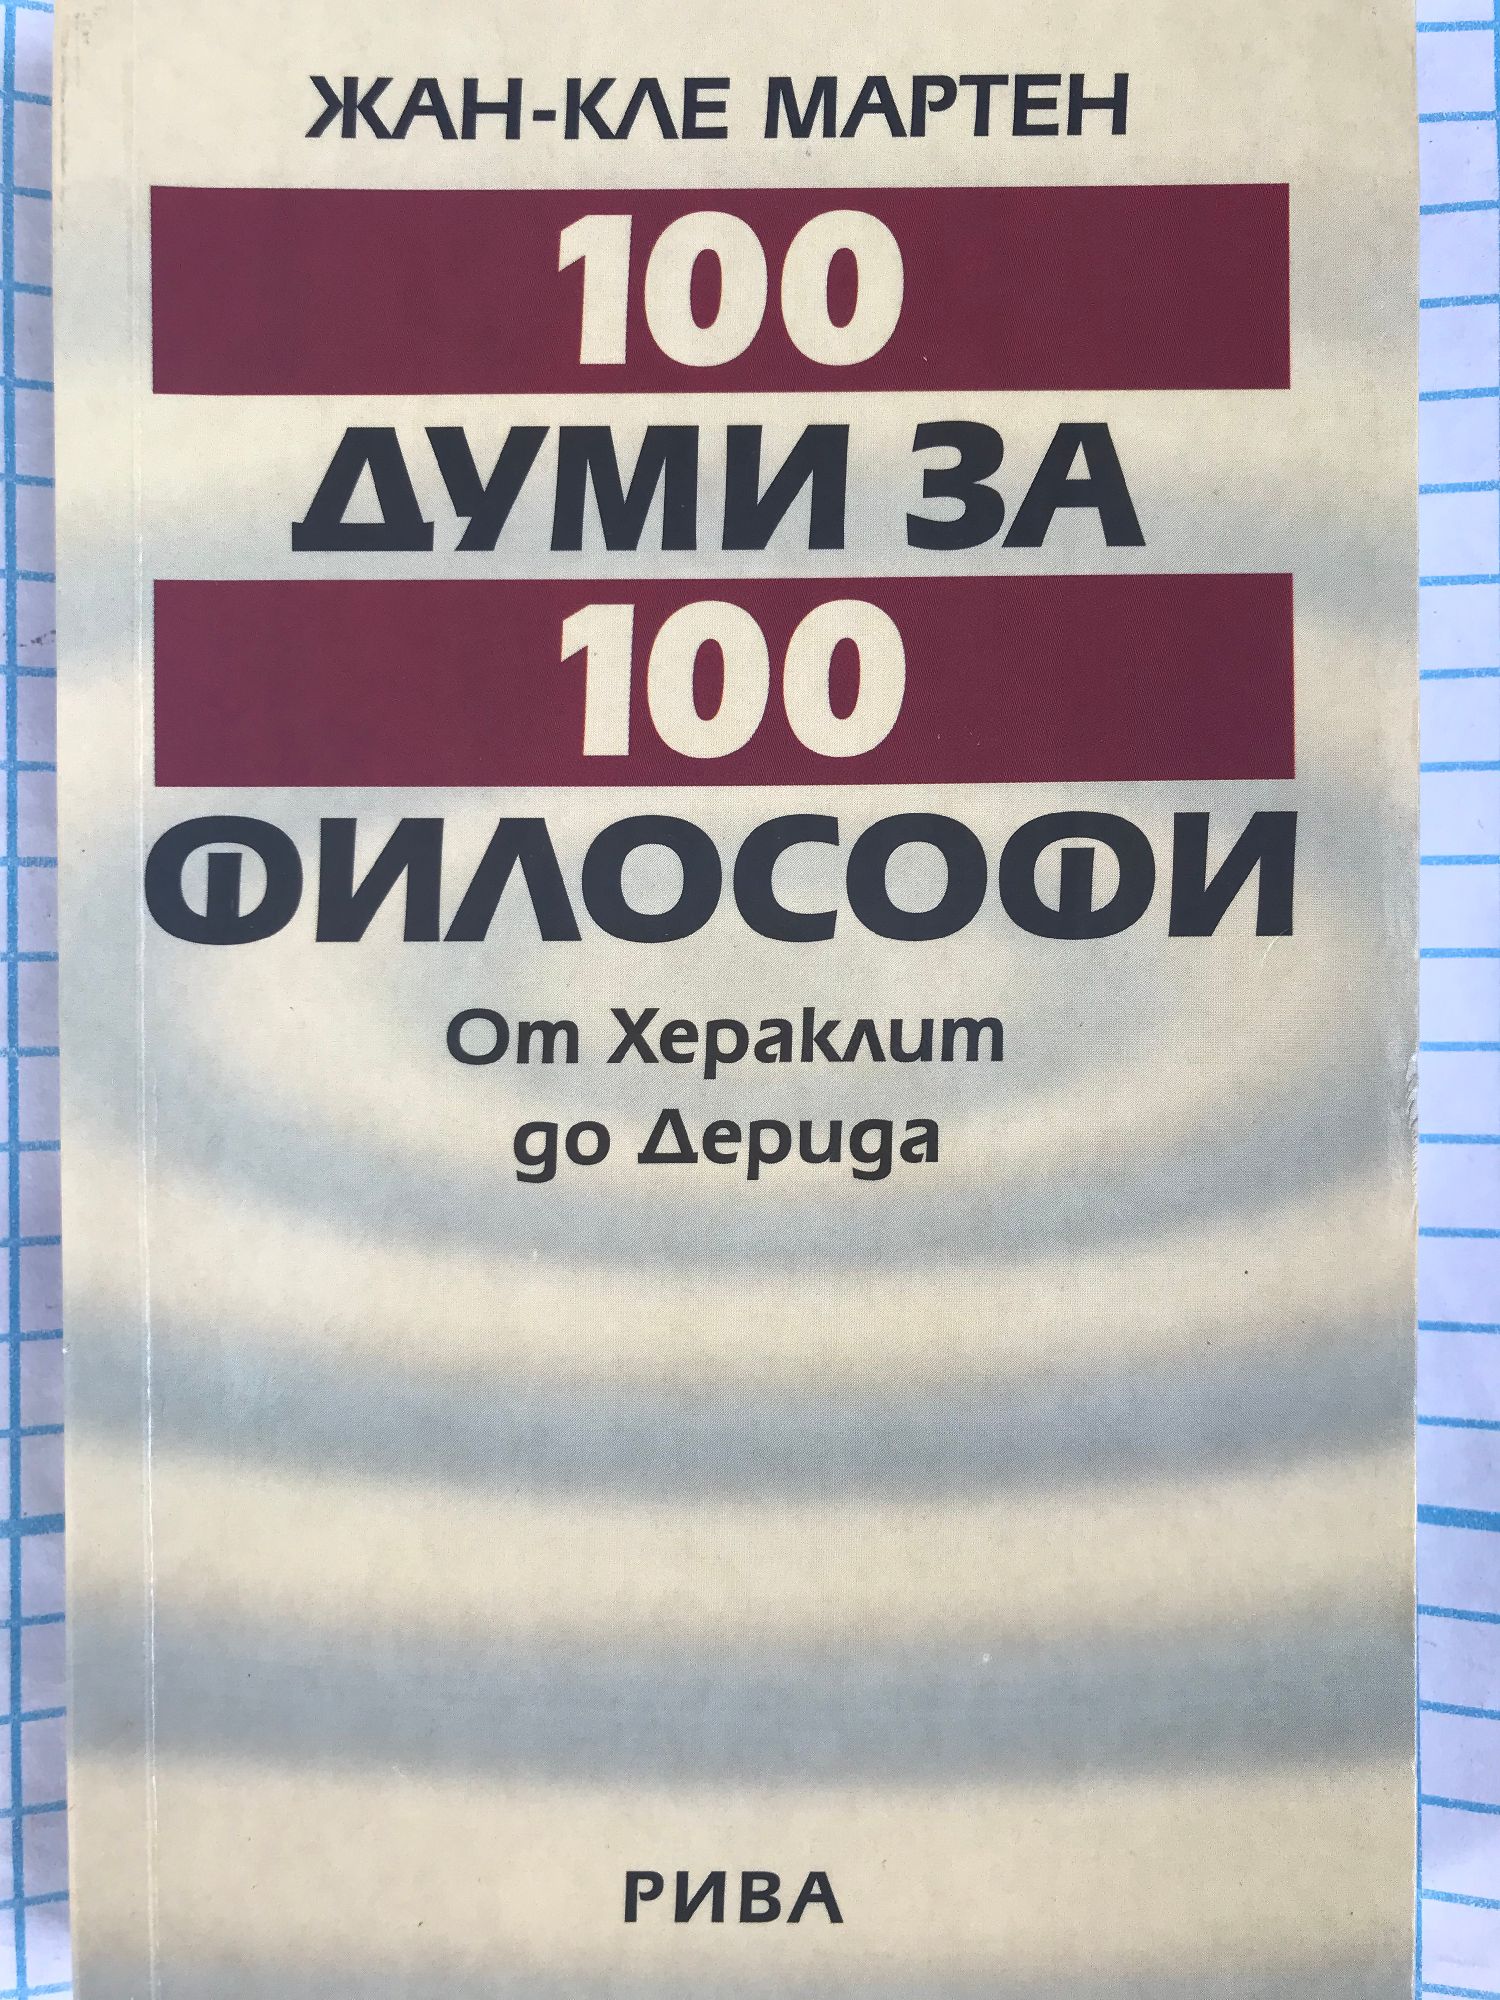 ЖАН-КЛЕ МАРТЕН
100
ДУМИ ЗА
100
ФИЛОСОФИ
От Хераклит
до Дерида
РИВА